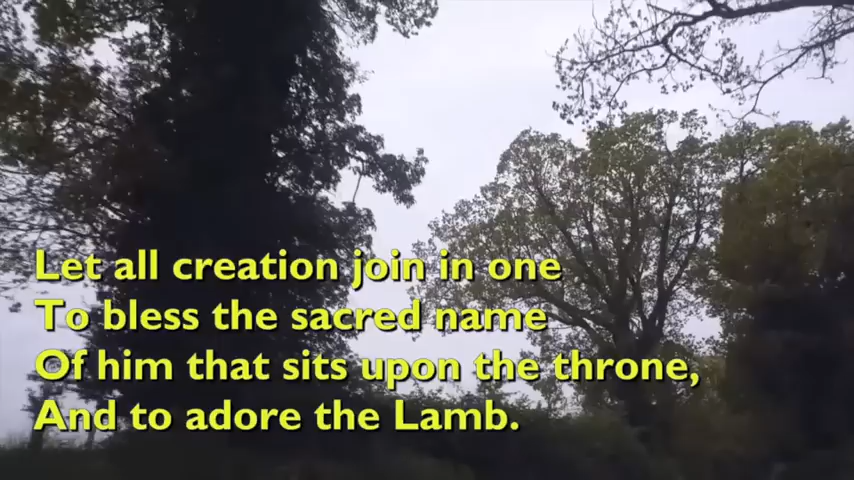 Let all creation join in one
To bless the sacred name
Of him that sits upon the throne,
And to adore the Lamb.